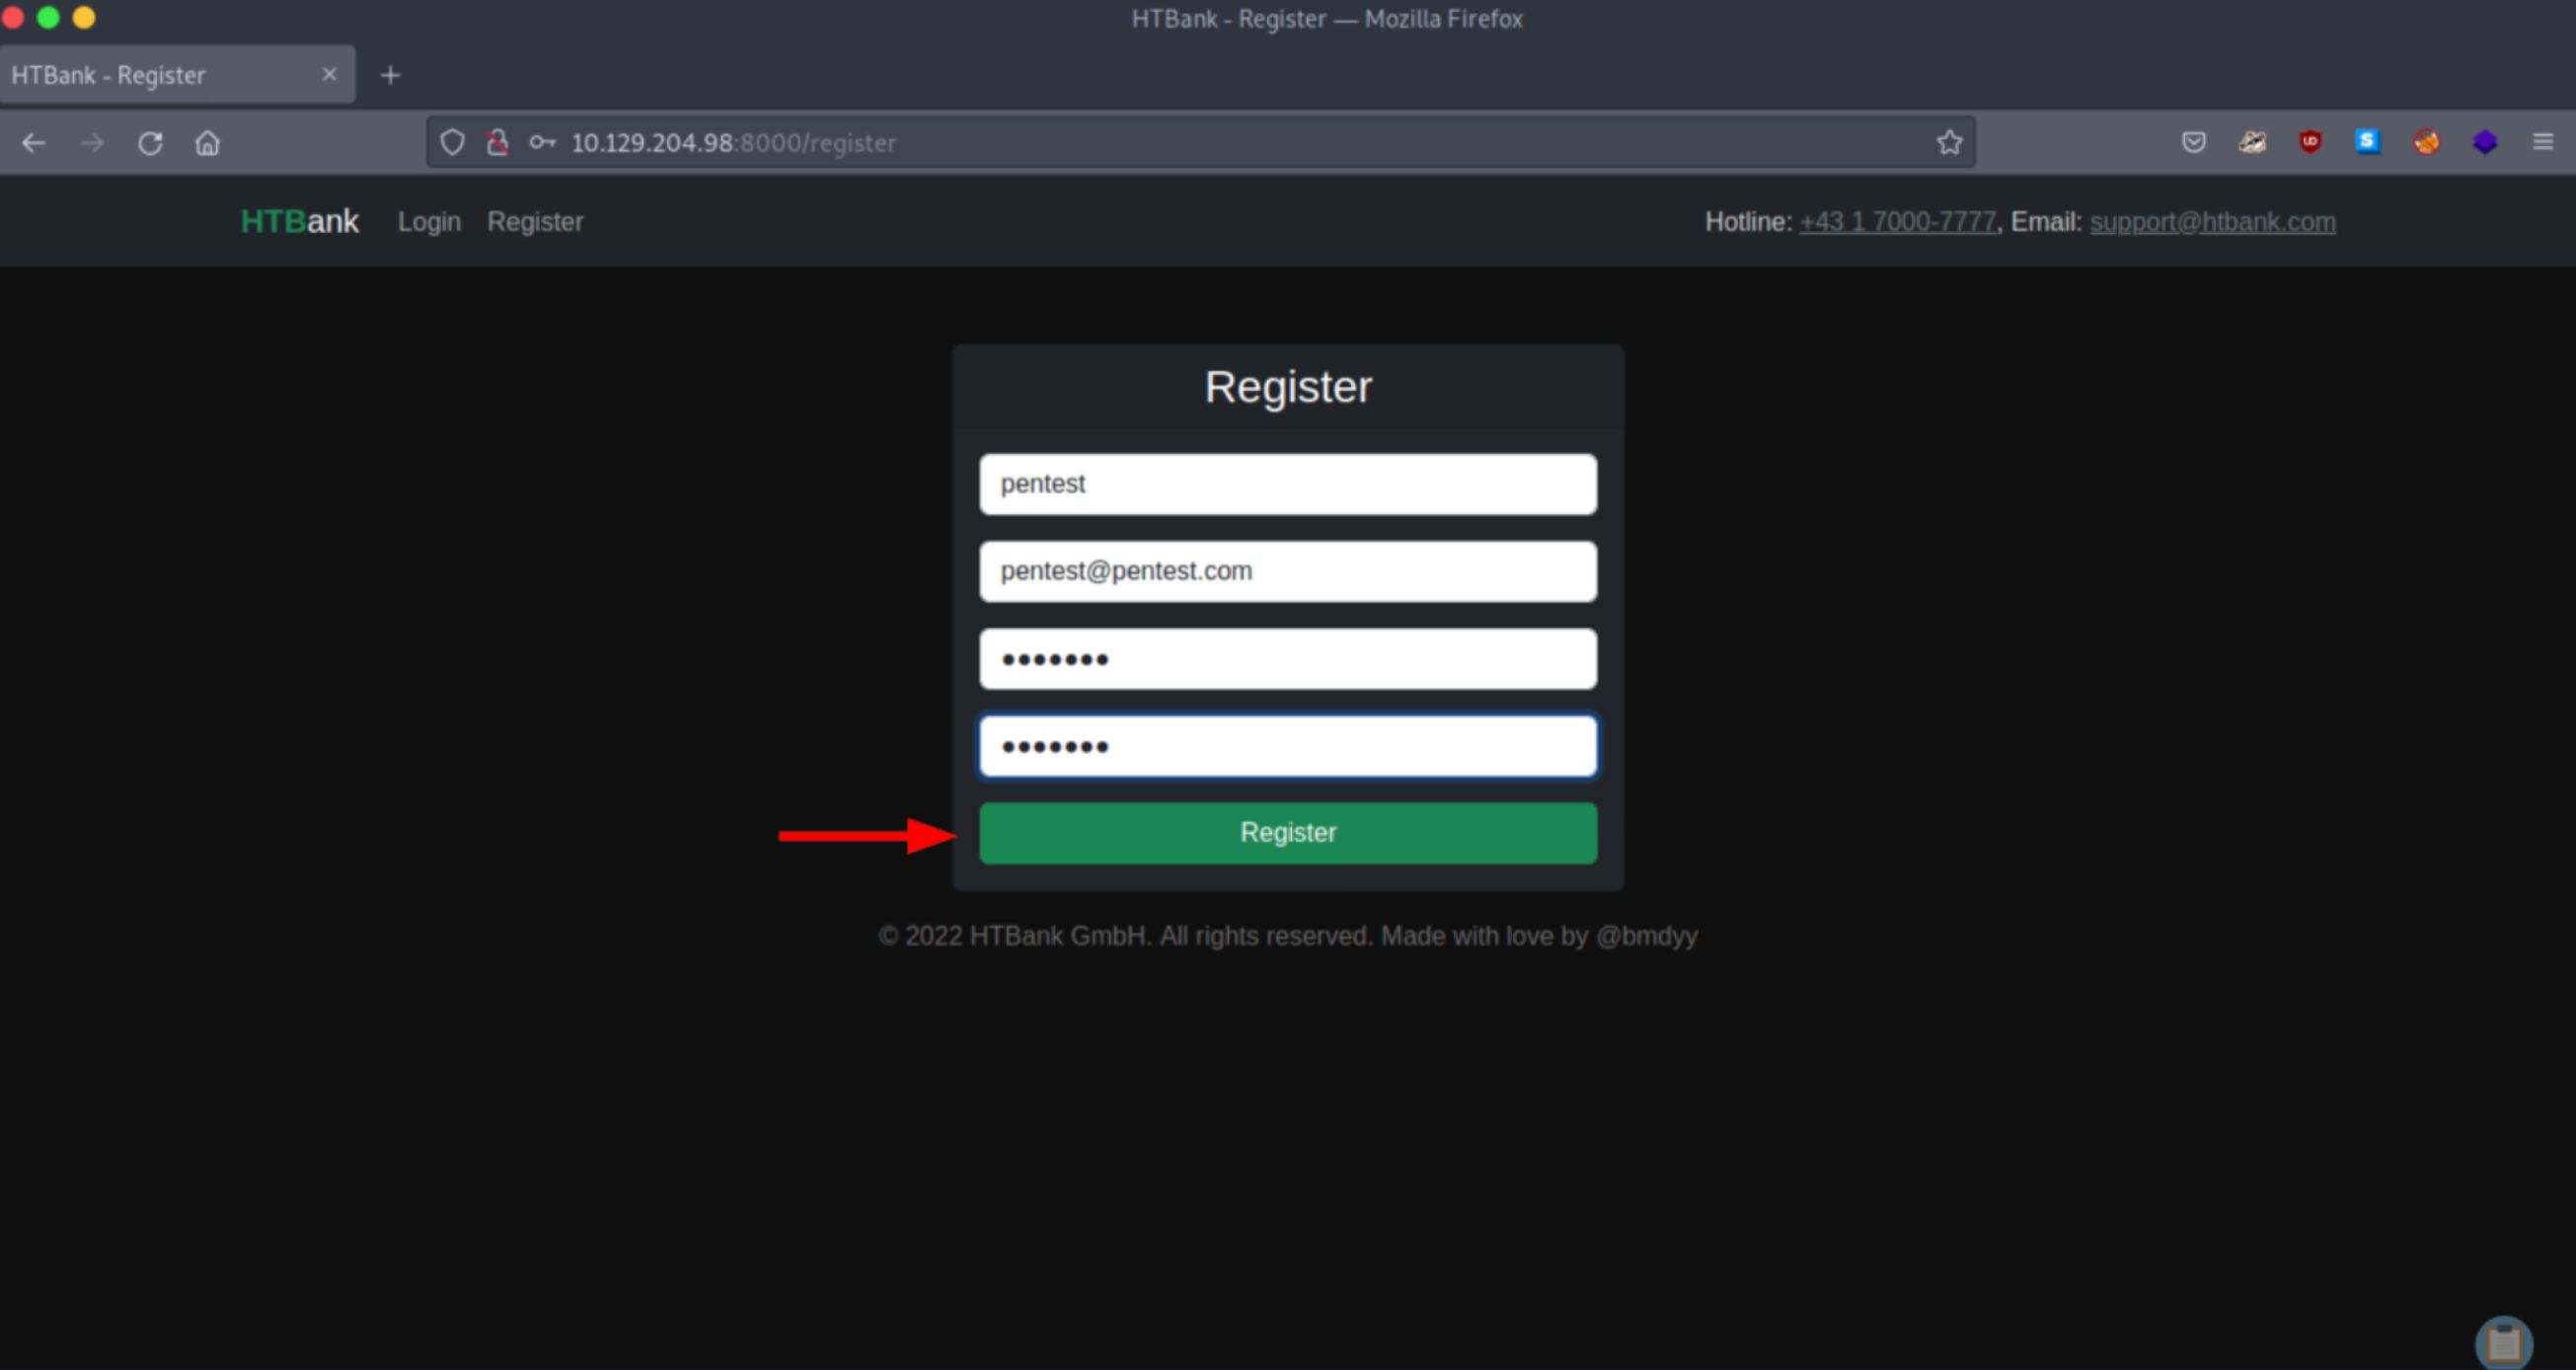 HTBank - Register — Mozilla Firefox
HTBank - Register
10.129.204.98:8000/register
HTBank Login Register Hotline: +43 1 7000-7777, Email: support@htbank.com
Register
pentest
pentest@pentest.com
•••••••
•••••••
Register
© 2022 HTBank GmbH. All rights reserved. Made with love by @bmdyy